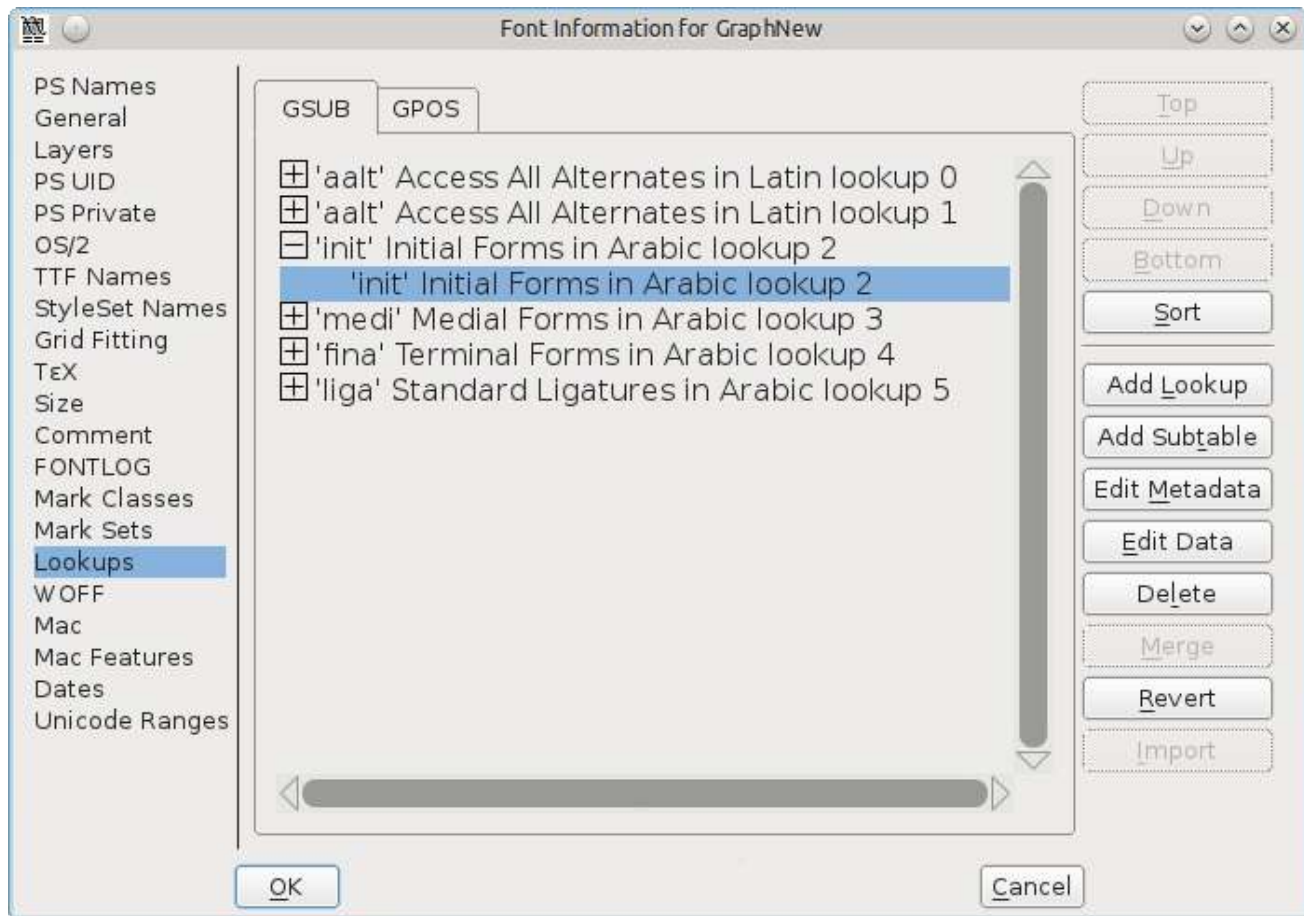 Font Information for GraphNew
PS Names
General
Layers
PS UID
PS Private
OS/2
TTF Names
StyleSet Names
Grid Fitting
TεX
Size
Comment
FONTLOG
Mark Classes
Mark Sets
Lookups
WOFF
Mac
Mac Features
Dates
Unicode Ranges
GSUB
GPOS
'aalt' Access All Alternates in Latin lookup 0
'aalt' Access All Alternates in Latin lookup 1
'init' Initial Forms in Arabic lookup 2
'init' Initial Forms in Arabic lookup 2
'medi' Medial Forms in Arabic lookup 3
'fina' Terminal Forms in Arabic lookup 4
'liga' Standard Ligatures in Arabic lookup 5
Top
Up
Down
Bottom
Sort
Add Lookup
Add Subtable
Edit Metadata
Edit Data
Delete
Merge
Revert
Import
OK
Cancel